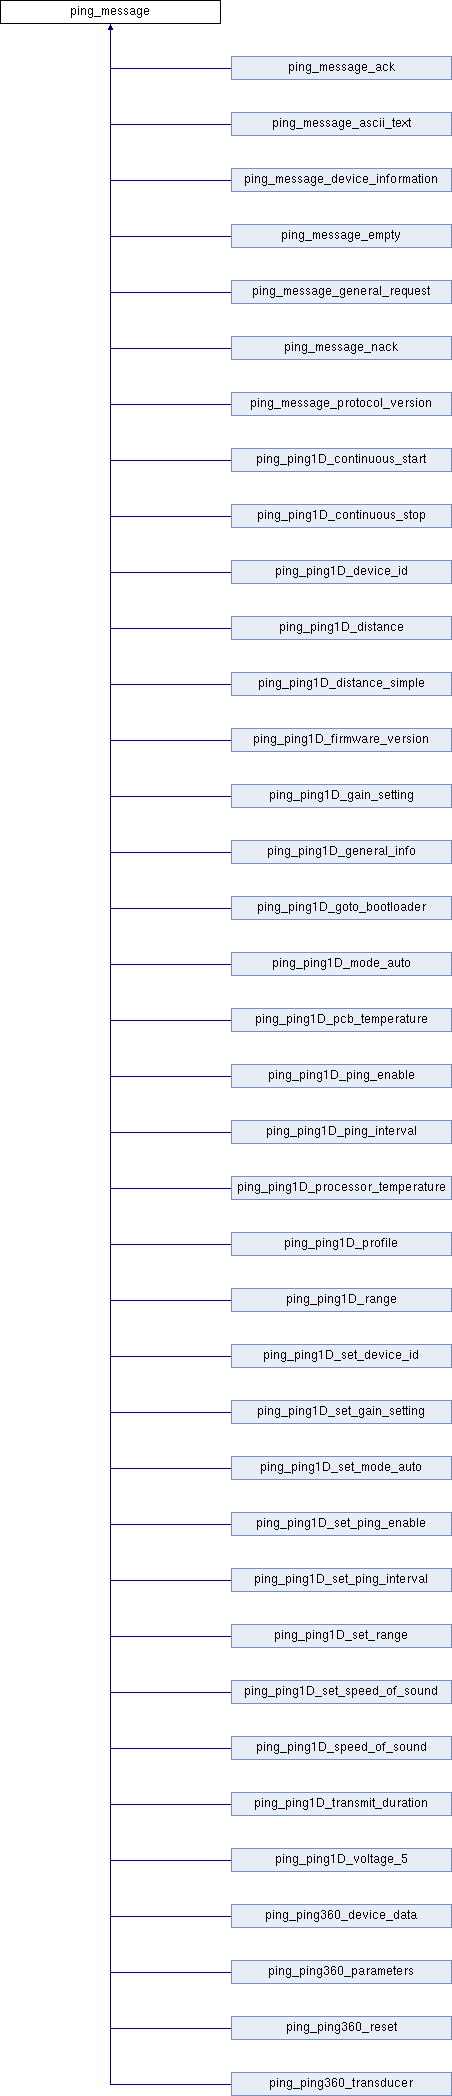 ping_message
ping_message_ack
ping_message_ascii_text
ping_message_device_information
ping_message_empty
ping_message_general_request
ping_message_nack
ping_message_protocol_version
ping_ping1D_continuous_start
ping_ping1D_continuous_stop
ping_ping1D_device_id
ping_ping1D_distance
ping_ping1D_distance_simple
ping_ping1D_firmware_version
ping_ping1D_gain_setting
ping_ping1D_general_info
ping_ping1D_goto_bootloader
ping_ping1D_mode_auto
ping_ping1D_pcb_temperature
ping_ping1D_ping_enable
ping_ping1D_ping_interval
ping_ping1D_processor_temperature
ping_ping1D_profile
ping_ping1D_range
ping_ping1D_set_device_id
ping_ping1D_set_gain_setting
ping_ping1D_set_mode_auto
ping_ping1D_set_ping_enable
ping_ping1D_set_ping_interval
ping_ping1D_set_range
ping_ping1D_set_speed_of_sound
ping_ping1D_speed_of_sound
ping_ping1D_transmit_duration
ping_ping1D_voltage_5
ping_ping360_device_data
ping_ping360_parameters
ping_ping360_reset
ping_ping360_transducer